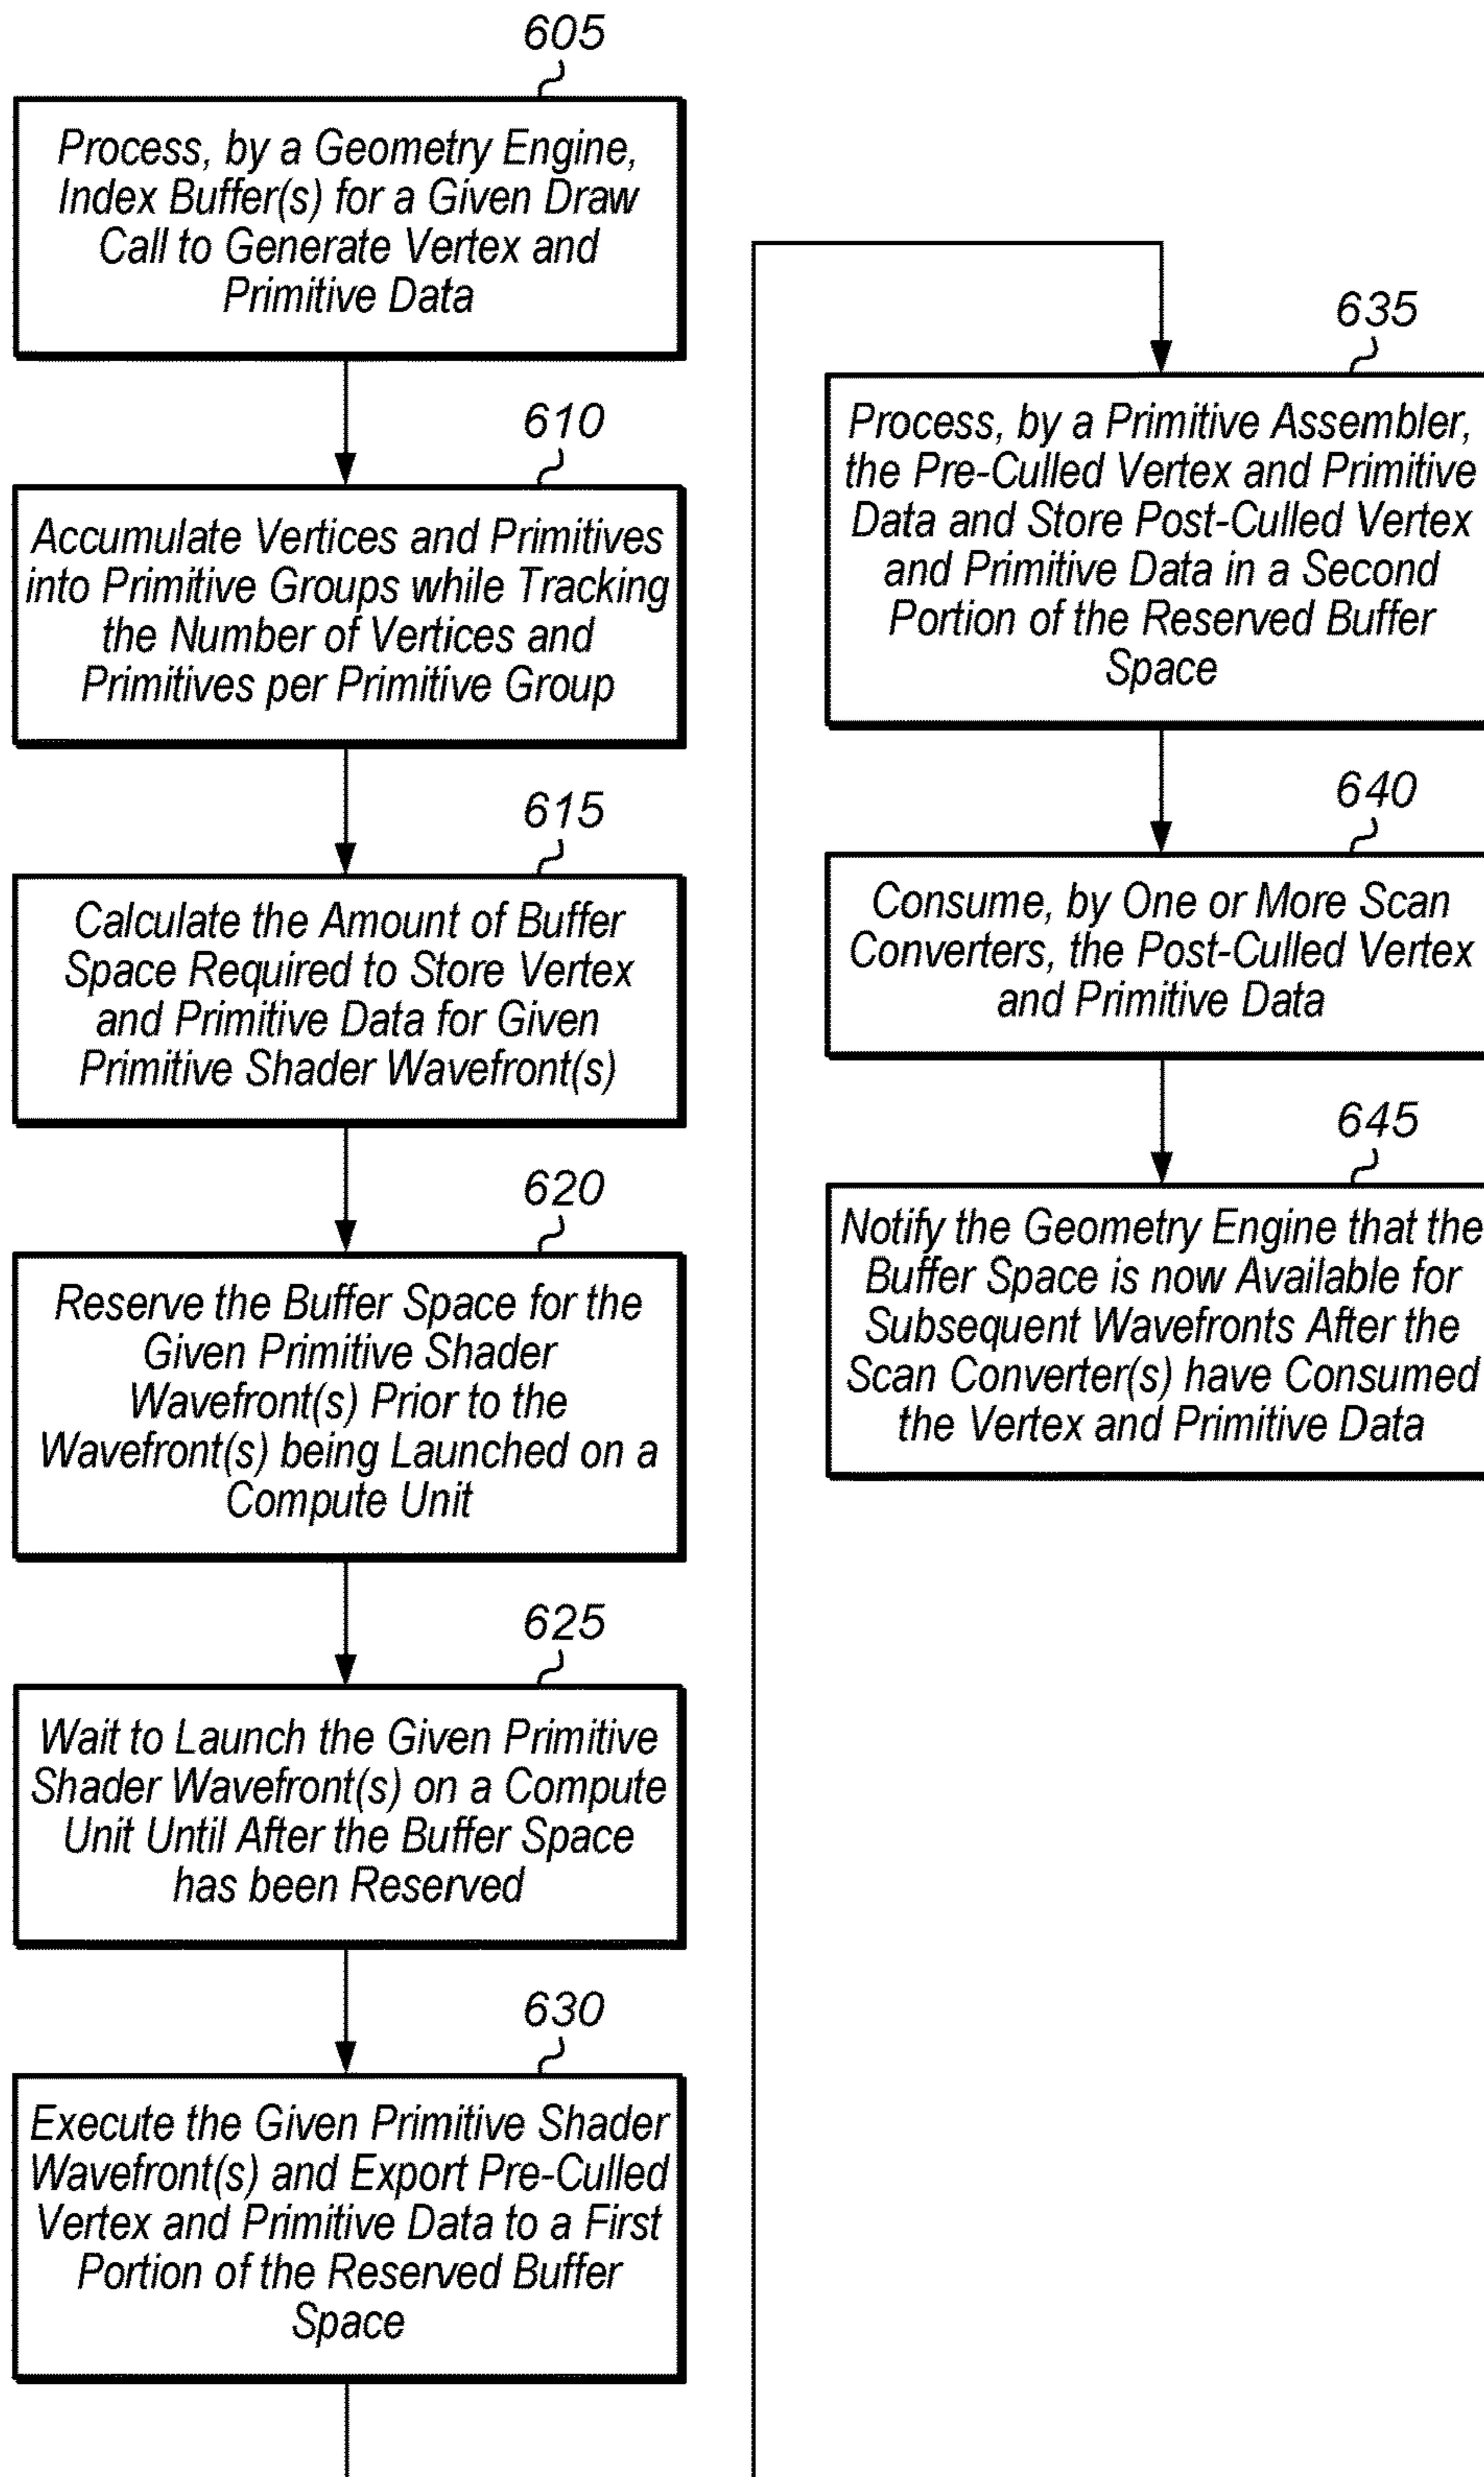 605
Process, by a Geometry Engine,
Index Buffer(s) for a Given Draw
Call to Generate Vertex and
Primitive Data
610
Accumulate Vertices and Primitives
into Primitive Groups while Tracking
the Number of Vertices and
Primitives per Primitive Group
615
Calculate the Amount of Buffer
Space Required to Store Vertex
and Primitive Data for Given
Primitive Shader Wavefront(s)
620
Reserve the Buffer Space for the
Given Primitive Shader
Wavefront(s) Prior to the
Wavefront(s) being Launched on a
Compute Unit
625
Wait to Launch the Given Primitive
Shader Wavefront(s) on a Compute
Unit Until After the Buffer Space
has been Reserved
630
Execute the Given Primitive Shader
Wavefront(s) and Export Pre-Culled
Vertex and Primitive Data to a First
Portion of the Reserved Buffer
Space
635
Process, by a Primitive Assembler,
the Pre-Culled Vertex and Primitive
Data and Store Post-Culled Vertex
and Primitive Data in a Second
Portion of the Reserved Buffer
Space
640
Consume, by One or More Scan
Converters, the Post-Culled Vertex
and Primitive Data
645
Notify the Geometry Engine that the
Buffer Space is now Available for
Subsequent Wavefronts After the
Scan Converter(s) have Consumed
the Vertex and Primitive Data